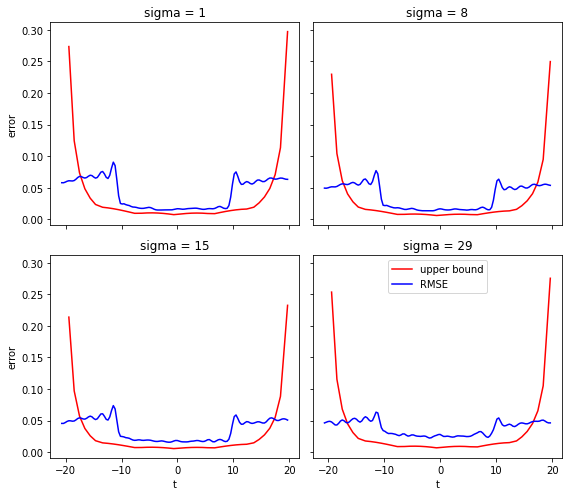 sigma = 1
sigma = 8
0.30
0.25
0.20
0.15
0.10
0.05
0.00
error
sigma = 15
sigma = 29
0.30
0.25
0.20
0.15
0.10
0.05
0.00
error
upper bound
RMSE
−20 −10 0 10 20
−20 −10 0 10 20
t
t